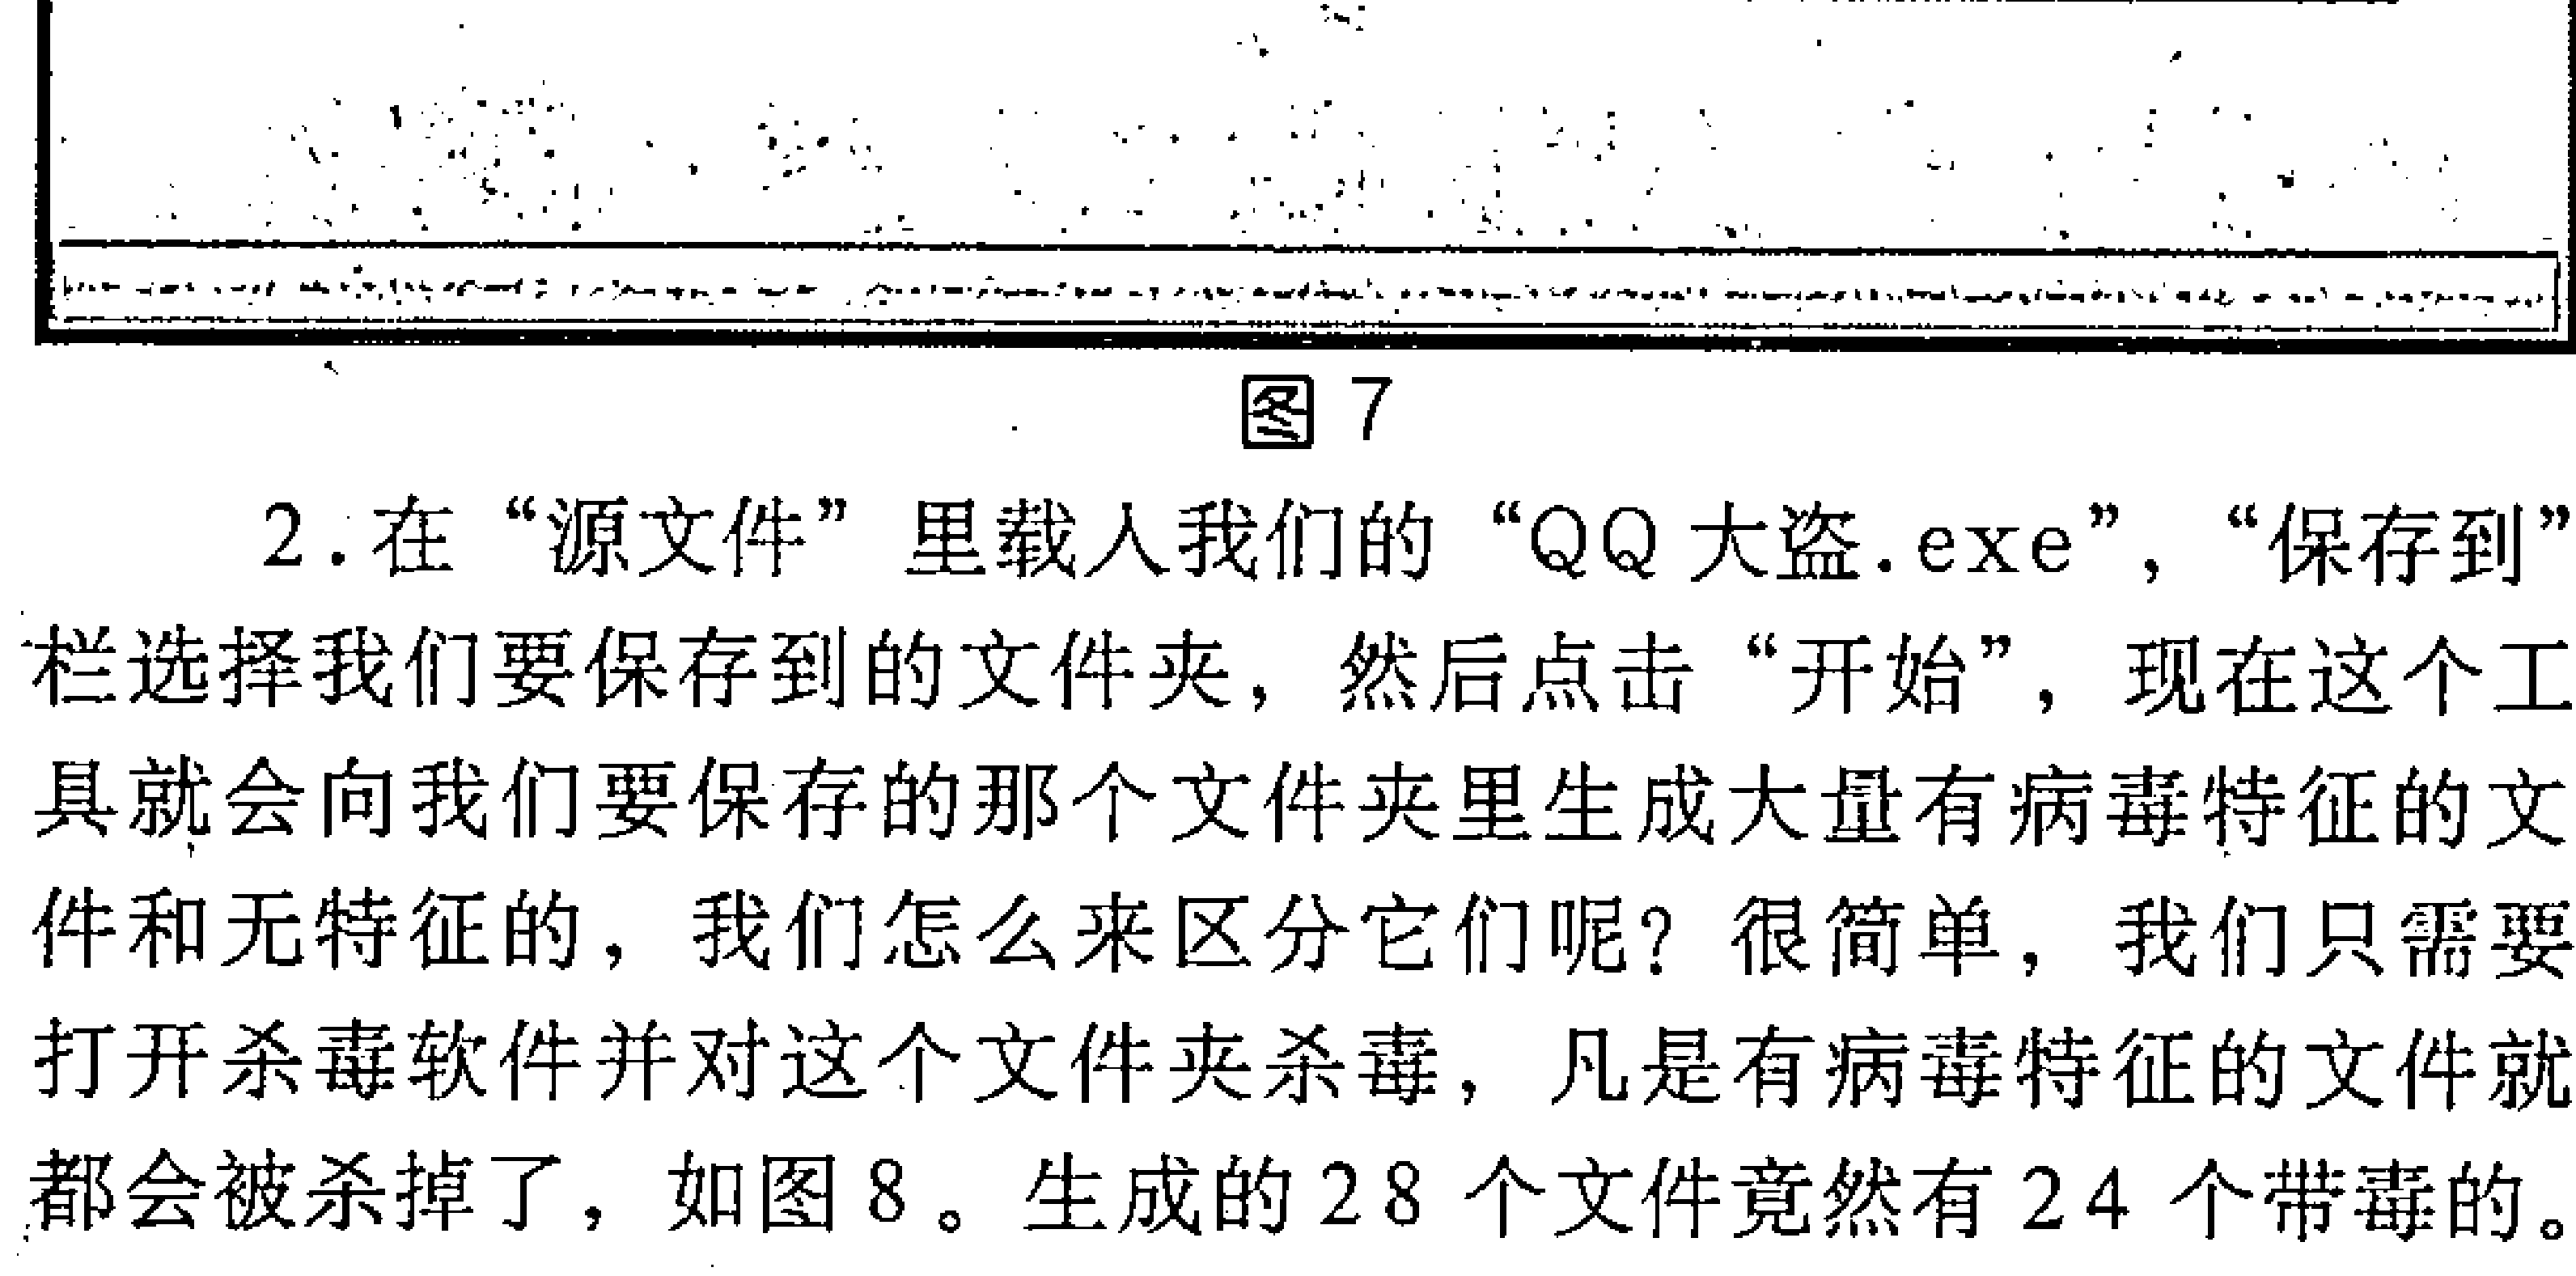 图 7
2.在“源文件”里载入我们的“QQ 大盗.exe”，“保存到”
栏选择我们要保存到的文件夹，然后点击“开始”，现在这个工
具就会向我们要保存的那个文件夹里生成大量有病毒特征的文
件和无特征的，我们怎么来区分它们呢？很简单，我们只需要
打开杀毒软件并对这个文件夹杀毒，凡是有病毒特征的文件就
都会被杀掉了，如图 8。生成的 28 个文件竟然有 24 个带毒的。